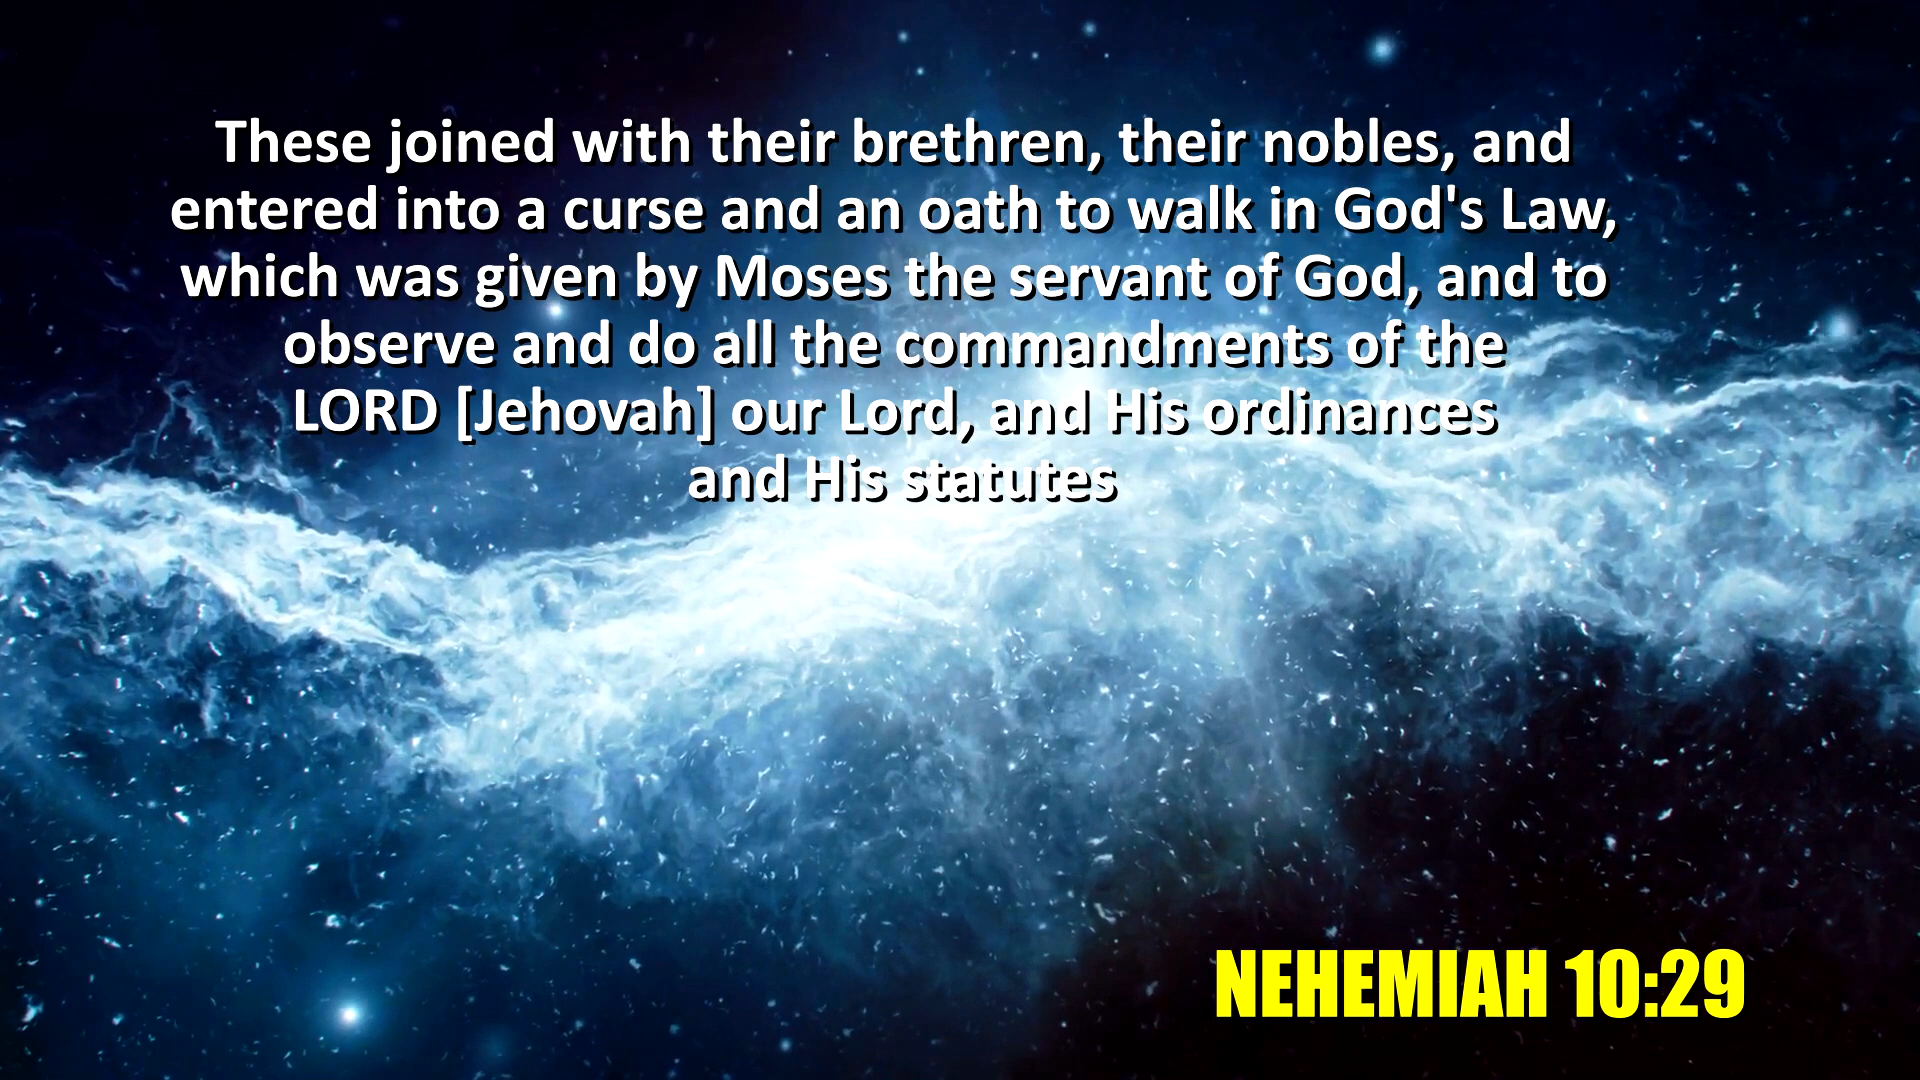 These joined with their brethren, their nobles, and
entered into a curse and an oath to walk in God's Law,
which was given by Moses the servant of God, and to
observe and do all the commandments of the
LORD [Jehovah] our Lord, and His ordinances
and His statutes
NEHEMIAH 10:29